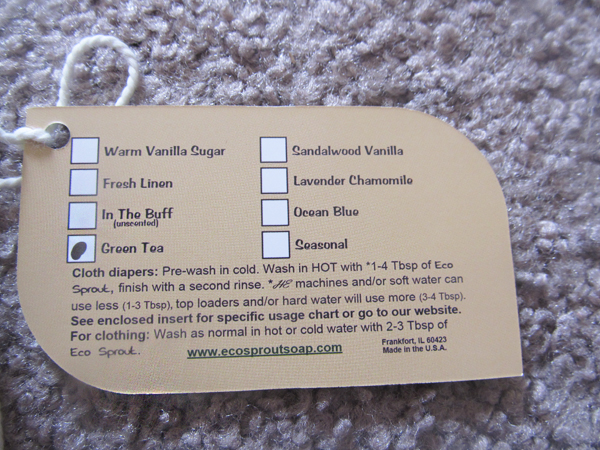 Warm Vanilla Sugar
Fresh Linen
In The Buff
(unscented)
Green Tea
Sandalwood Vanilla
Lavender Chamomile
Ocean Blue
Seasonal
Cloth diapers: Pre-wash in cold. Wash in HOT with *1-4 Tbsp of Eco
Sprout, finish with a second rinse. *HE machines and/or soft water can
use less (1-3 Tbsp), top loaders and/or hard water will use more (3-4 Tbsp).
See enclosed insert for specific usage chart or go to our website.
For clothing: Wash as normal in hot or cold water with 2-3 Tbsp of
Eco Sprout.
www.ecosproutsoap.com
Frankfort, IL 60423
Made in the U.S.A.